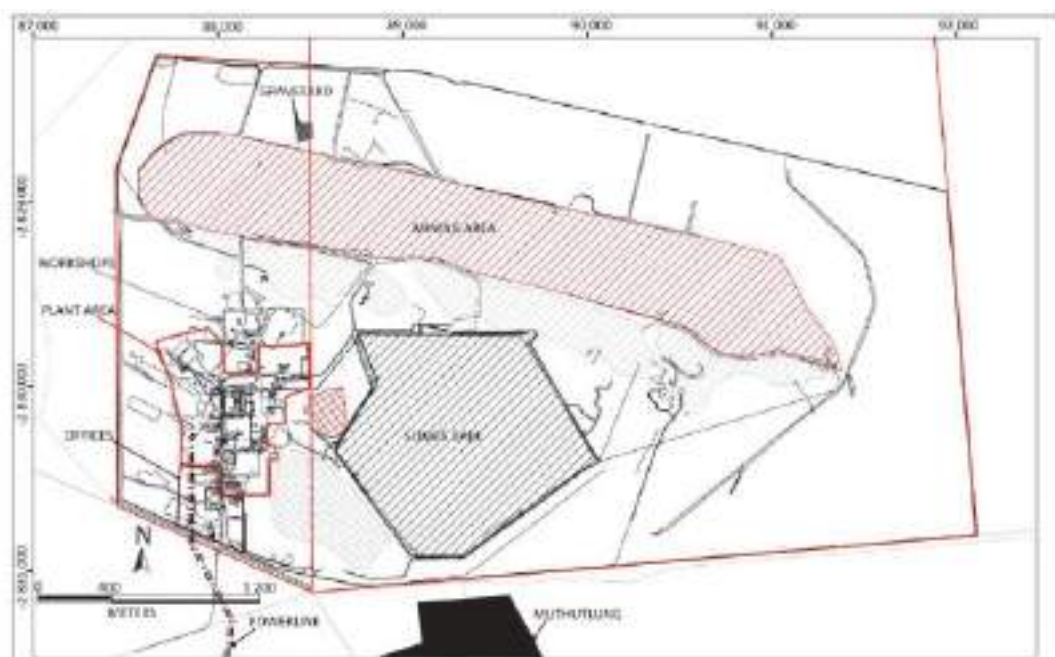 87,000
88,000
89,000
90,000
91,000
92,000
GRAVEYARD
MINING AREA
WORKSHOPS
PLANT AREA
SLIMES DAM
OFFICES
N
0 400 1 200
METERS
POWERLINE
MUTHUTLUNG